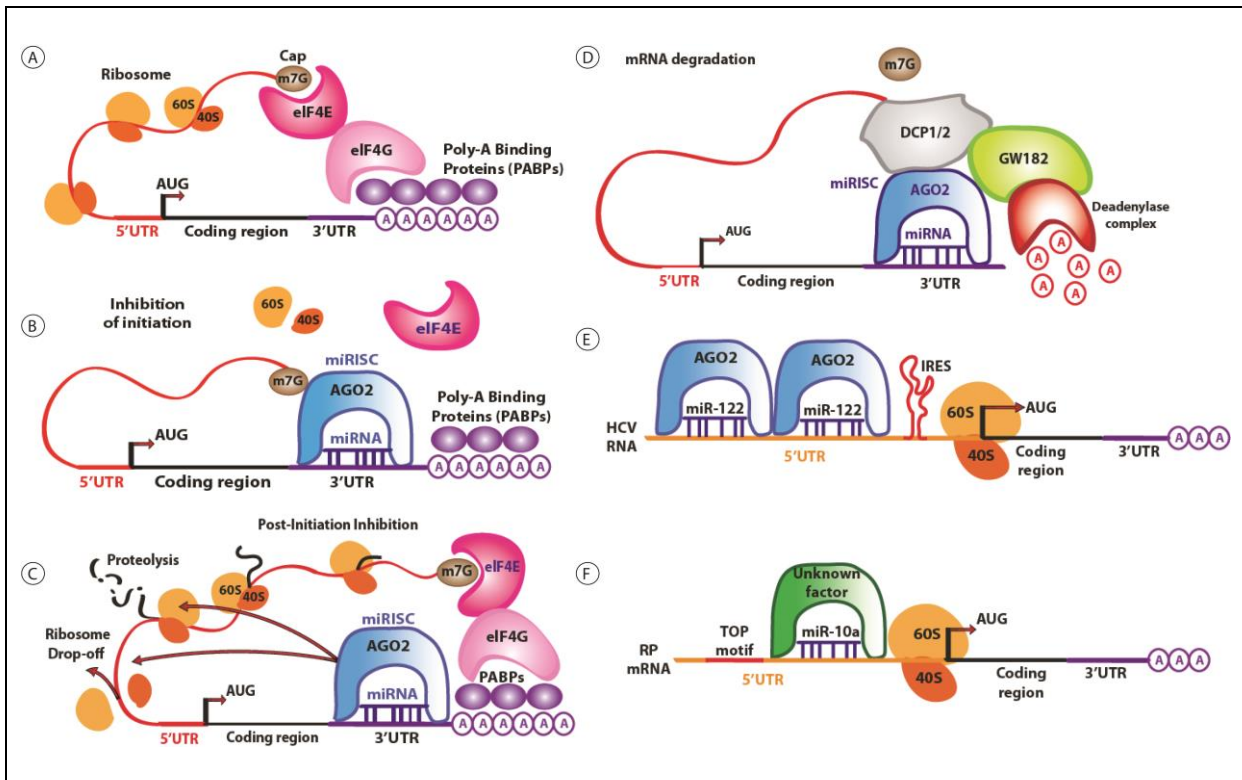 A
Ribosome
Cap
m7G
60S
40S
eIF4E
eIF4G
Poly-A Binding
Proteins (PABPs)
AUG
A A A A A A
5'UTR
Coding region
3'UTR
B
Inhibition
of initiation
60S
40S
eIF4E
miRISC
m7G
AGO2
Poly-A Binding
Proteins (PABPs)
AUG
miRNA
A A A A A A
5'UTR
Coding region
3'UTR
C
Post-Initiation Inhibition
Proteolysis
60S
40S
m7G
eIF4E
miRISC
Ribosome
Drop-off
AGO2
eIF4G
PABPs
AUG
miRNA
A A A A A A
5'UTR
Coding region
3'UTR
D
mRNA degradation
m7G
DCP1/2
GW182
miRISC
AGO2
Deadenylase
complex
miRNA
AUG
A
A
A
A
A
A
5'UTR
Coding region
3'UTR
E
AGO2
AGO2
IRES
miR-122
miR-122
60S
AUG
HCV
RNA
5'UTR
40S
Coding
region
3'UTR
A A A
F
Unknown
factor
miR-10a
60S
AUG
RP
mRNA
TOP
motif
5'UTR
40S
Coding
region
3'UTR
A A A